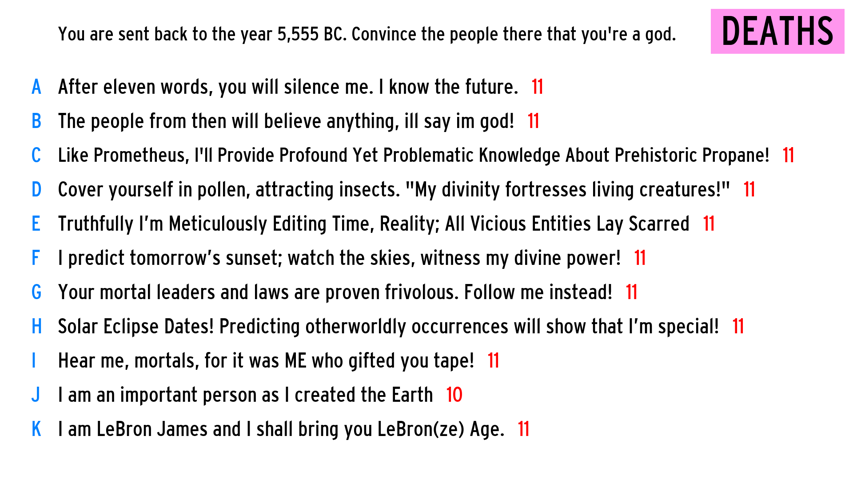 You are sent back to the year 5,555 BC. Convince the people there that you're a god.
DEATHS
A After eleven words, you will silence me. I know the future. 11
B The people from then will believe anything, ill say im god! 11
C Like Prometheus, I'll Provide Profound Yet Problematic Knowledge About Prehistoric Propane! 11
D Cover yourself in pollen, attracting insects. "My divinity fortresses living creatures!" 11
E Truthfully I’m Meticulously Editing Time, Reality; All Vicious Entities Lay Scarred 11
F I predict tomorrow’s sunset; watch the skies, witness my divine power! 11
G Your mortal leaders and laws are proven frivolous. Follow me instead! 11
H Solar Eclipse Dates! Predicting otherworldly occurrences will show that I’m special! 11
I Hear me, mortals, for it was ME who gifted you tape! 11
J I am an important person as I created the Earth 10
K I am LeBron James and I shall bring you LeBron(ze) Age. 11